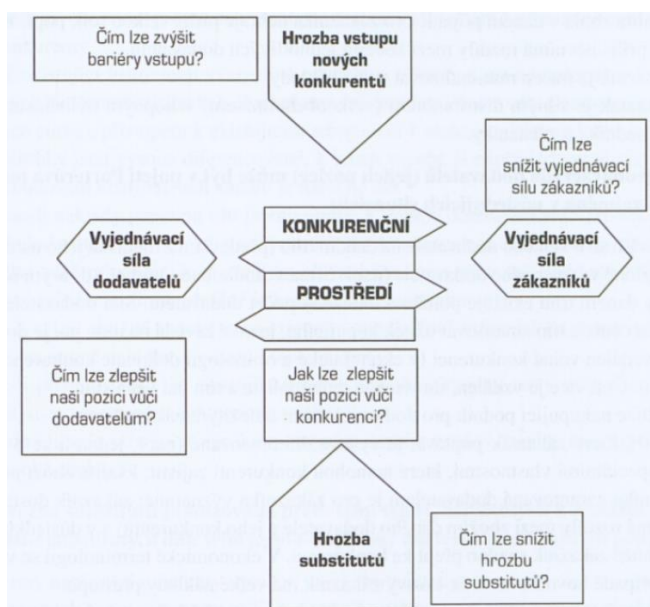 Čím lze zvýšit
bariéry vstupu?
Hrozba vstupu
nových
konkurentů
Čím lze
snížit vyjednávací
sílu zákazníků?
Vyjednávací
síla
dodavatelů
KONKURENČNÍ
PROSTŘEDÍ
Vyjednávací
síla
zákazníků
Čím lze zlepšit
naši pozici vůči
dodavatelům?
Jak lze zlepšit
naši pozici vůči
konkurenci?
Hrozba
substitutů
Čím lze snížit
hrozbu
substitutů?